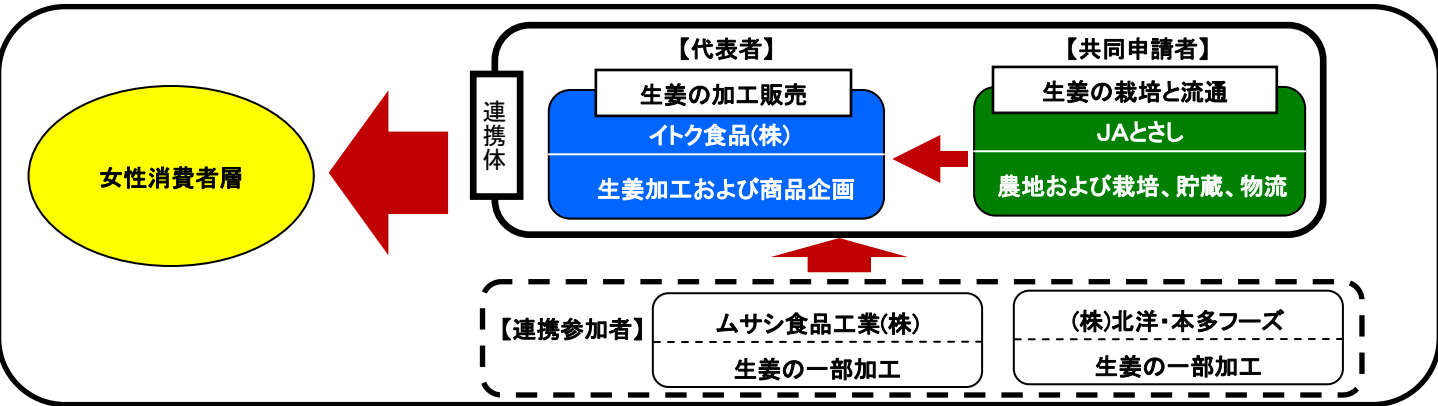 女性消費者層
連携体
【代表者】
生姜の加工販売
イトク食品(株)
生姜加工および商品企画
【共同申請者】
生姜の栽培と流通
JAとさし
農地および栽培、貯蔵、物流
【連携参加者】
ムサシ食品工業(株)
生姜の一部加工
(株)北洋・本多フーズ
生姜の一部加工